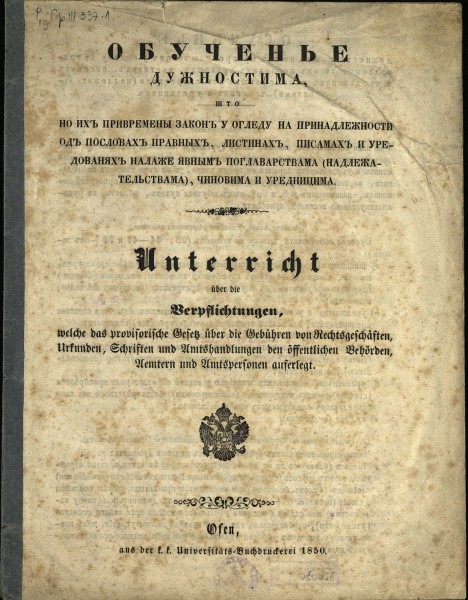 ОБУЧЕНЬЕ
ДУЖНОСТИМА,
ШТО
НО ИХЪ ПРИВРЕМЕНЫ ЗАКОНЪ У ОГЛЕДУ НА ПРИНАДЛЕЖНОСТИ
ОДЪ ПОСЛОВАХЪ ПРАВНЫХЪ, ЛИСТИНАХЪ, ПИСАМАХЪ И УРЕ-
ДОВАНЯХЪ НАЛАЖЕ ЯВНЫМЪ ПОГЛАВАРСТВАМА (НАДЛЕЖА-
ТЕЛЬСТВАМА), ЧИНОВИМА И УРЕДНИЦИМА.
Unterricht
über die
Verpflichtungen,
welche das provisorische Gesetz über die Gebühren von Rechtsgeschäften,
Urkunden, Schriften und Amtshandlungen den öffentlichen Behörden,
Aemtern und Amtspersonen auferlegt.
Ofen,
aus der k. k. Universitäts-Buchdruckerei 1850.